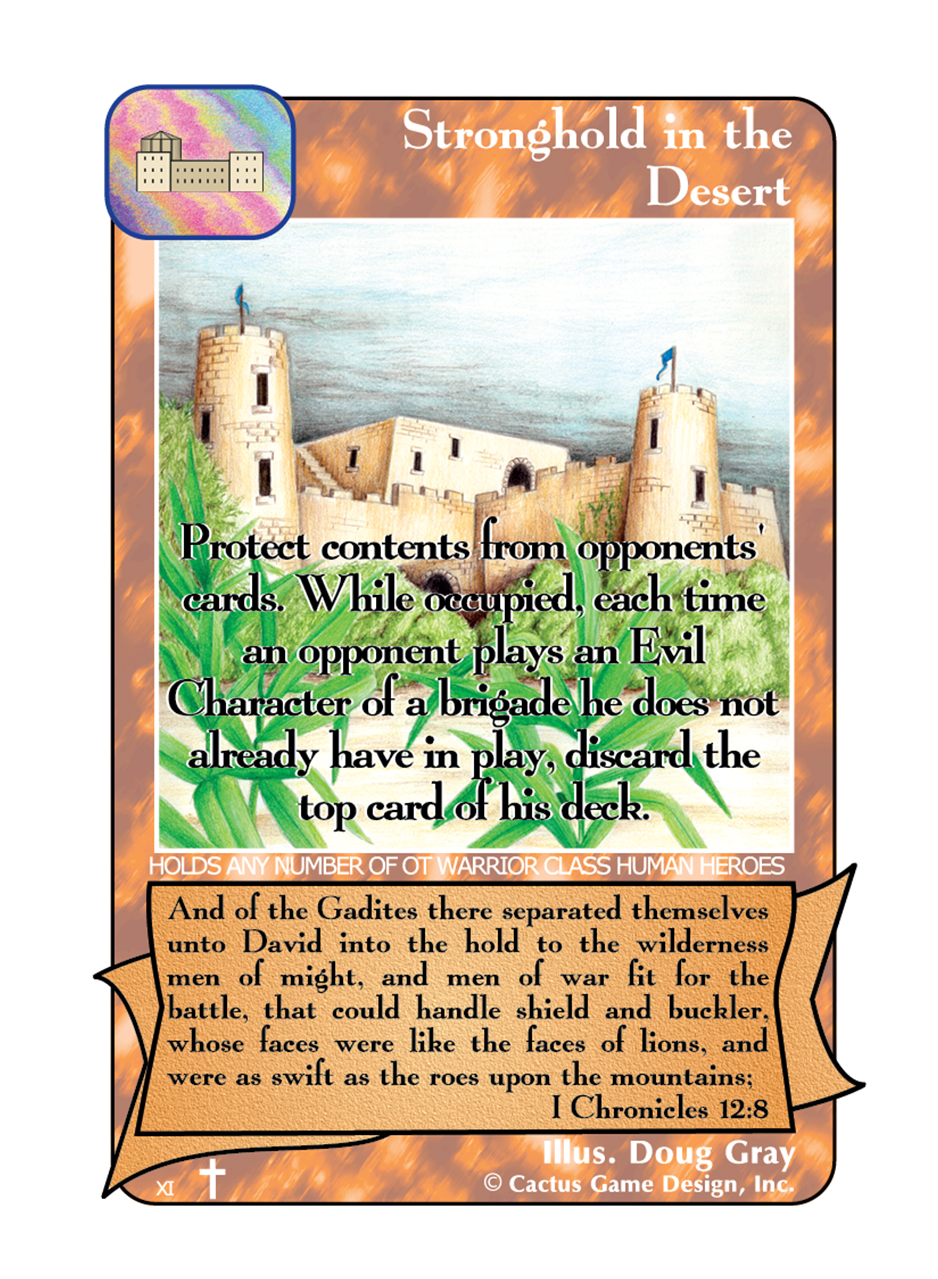 Stronghold in the
Desert
Protect contents from opponents'
cards. While occupied, each time
an opponent plays an Evil
Character of a brigade he does not
already have in play, discard the
top card of his deck.
HOLDS ANY NUMBER OF OT WARRIOR CLASS HUMAN HEROES
And of the Gadites there separated themselves
unto David into the hold to the wilderness
men of might, and men of war fit for the
battle, that could handle shield and buckler,
whose faces were like the faces of lions, and
were as swift as the roes upon the mountains;
I Chronicles 12:8
Illus. Doug Gray
XI
© Cactus Game Design, Inc.